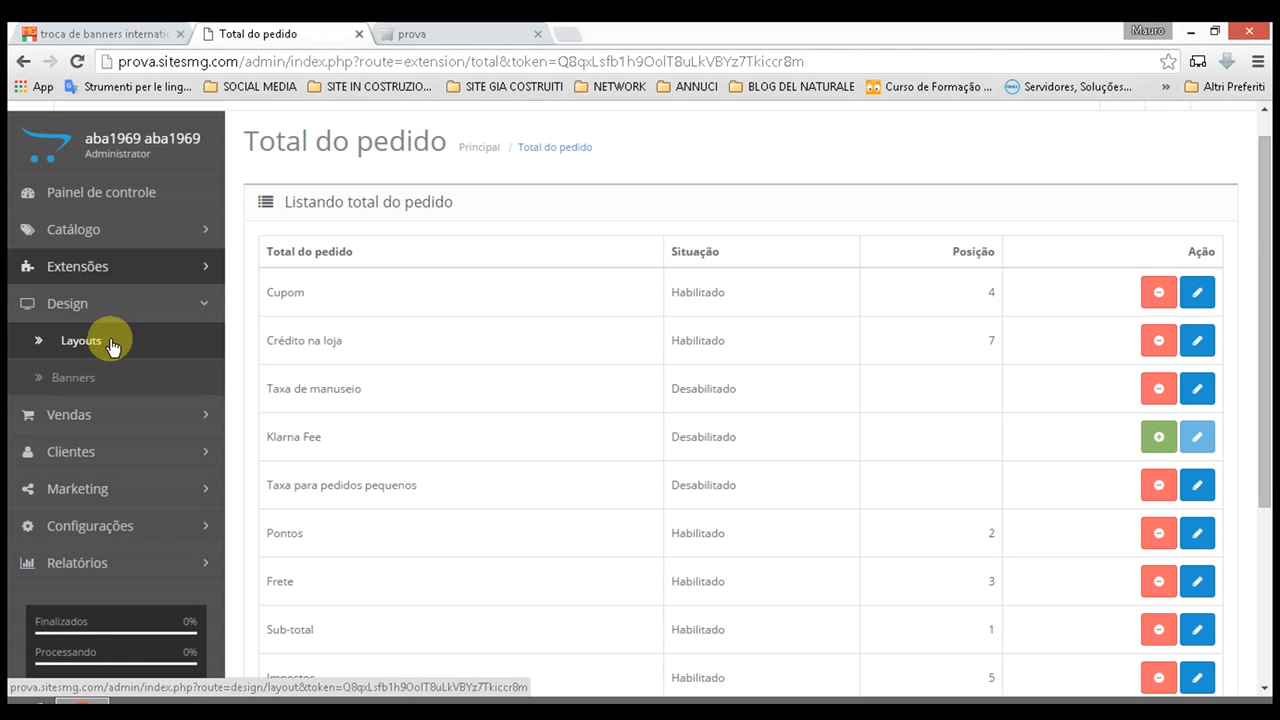 troca de banners internati
Total do pedido
prova
Mauro
prova.sitesmg.com/admin/index.php?route=extension/total&token=Q8qxLsfb1h9OolT8uLkVBYz7Tkiccr8m
App
Strumenti per le ling...
SOCIAL MEDIA
SITE IN COSTRUZIO...
SITE GIA COSTRUITI
NETWORK
ANNUCI
BLOG DEL NATURALE
Curso de Formação ...
Servidores, Soluções...
»
Altri Preferiti
aba1969 aba1969
Administrator
Painel de controle
Catálogo
Extensões
Design
Layouts
Banners
Vendas
Clientes
Marketing
Configurações
Relatórios
Finalizados 0%
Processando 0%
Total do pedido
Principal / Total do pedido
Listando total do pedido
Total do pedido Situação Posição Ação
Cupom Habilitado 4
Crédito na loja Habilitado 7
Taxa de manuseio Desabilitado
Klarna Fee Desabilitado
Taxa para pedidos pequenos Desabilitado
Pontos Habilitado 2
Frete Habilitado 3
Sub-total Habilitado 1
Impostos Habilitado 5
prova.sitesmg.com/admin/index.php?route=design/layout&token=Q8qxLsfb1h9OolT8uLkVBYz7Tkiccr8m